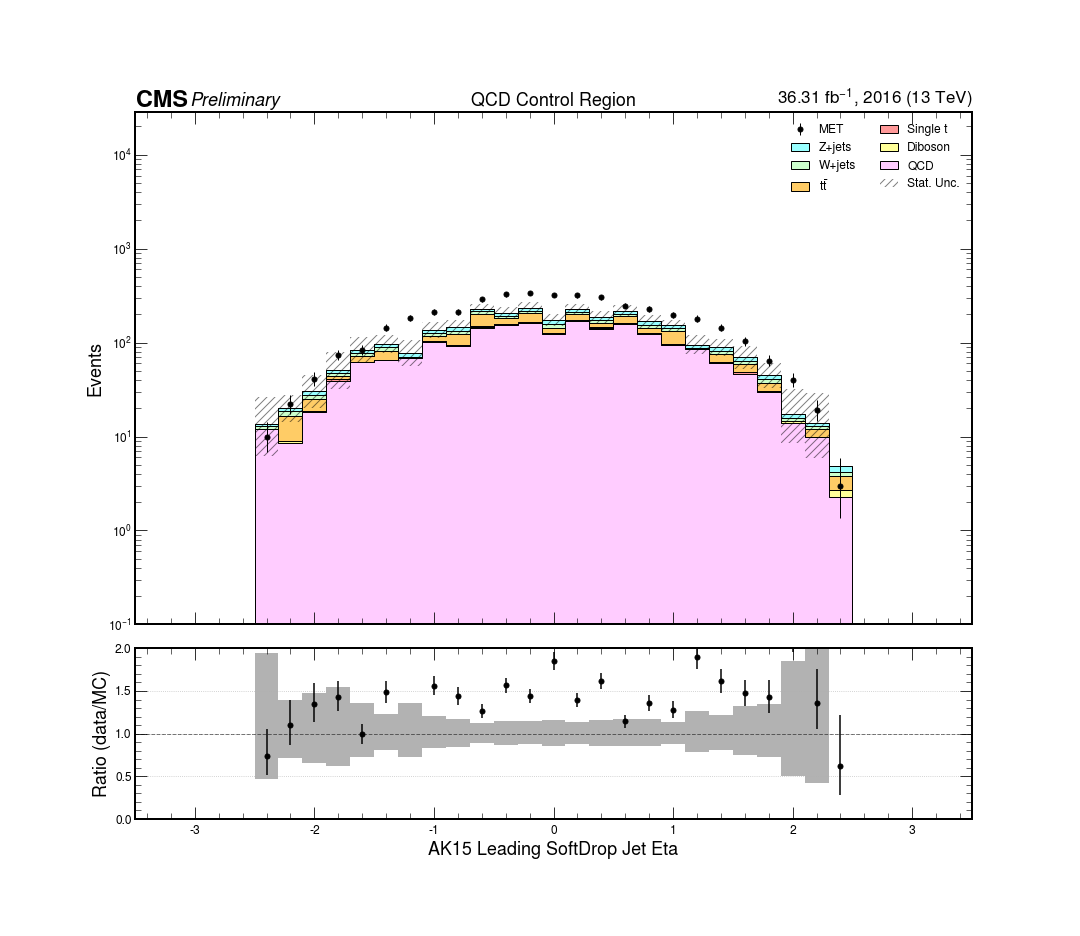 CMS Preliminary QCD Control Region 36.31 fb⁻¹, 2016 (13 TeV)
MET Single t
Z+jets Diboson
W+jets QCD
tt̄ Stat. Unc.
10⁴
10³
10²
10¹
10⁰
10⁻¹
Events
2.0
1.5
1.0
0.5
0.0
Ratio (data/MC)
-3 -2 -1 0 1 2 3
AK15 Leading SoftDrop Jet Eta